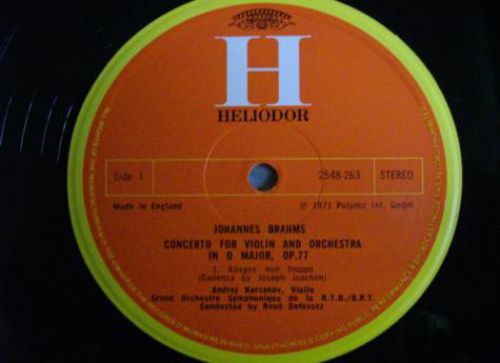 H
HELIODOR
Side 1
2548-263
STEREO
Made in England
℗ 1971 Polydor Int. GmbH
JOHANNES BRAHMS
CONCERTO FOR VIOLIN AND ORCHESTRA
IN D MAJOR, OP.77
1. Allegro non troppo
(Cadenza by Joseph Joachim)
Andrej Korsakov, Violin
Grand Orchestre Symphonique de la R.T.B./B.R.T.
Conducted by René Defossez